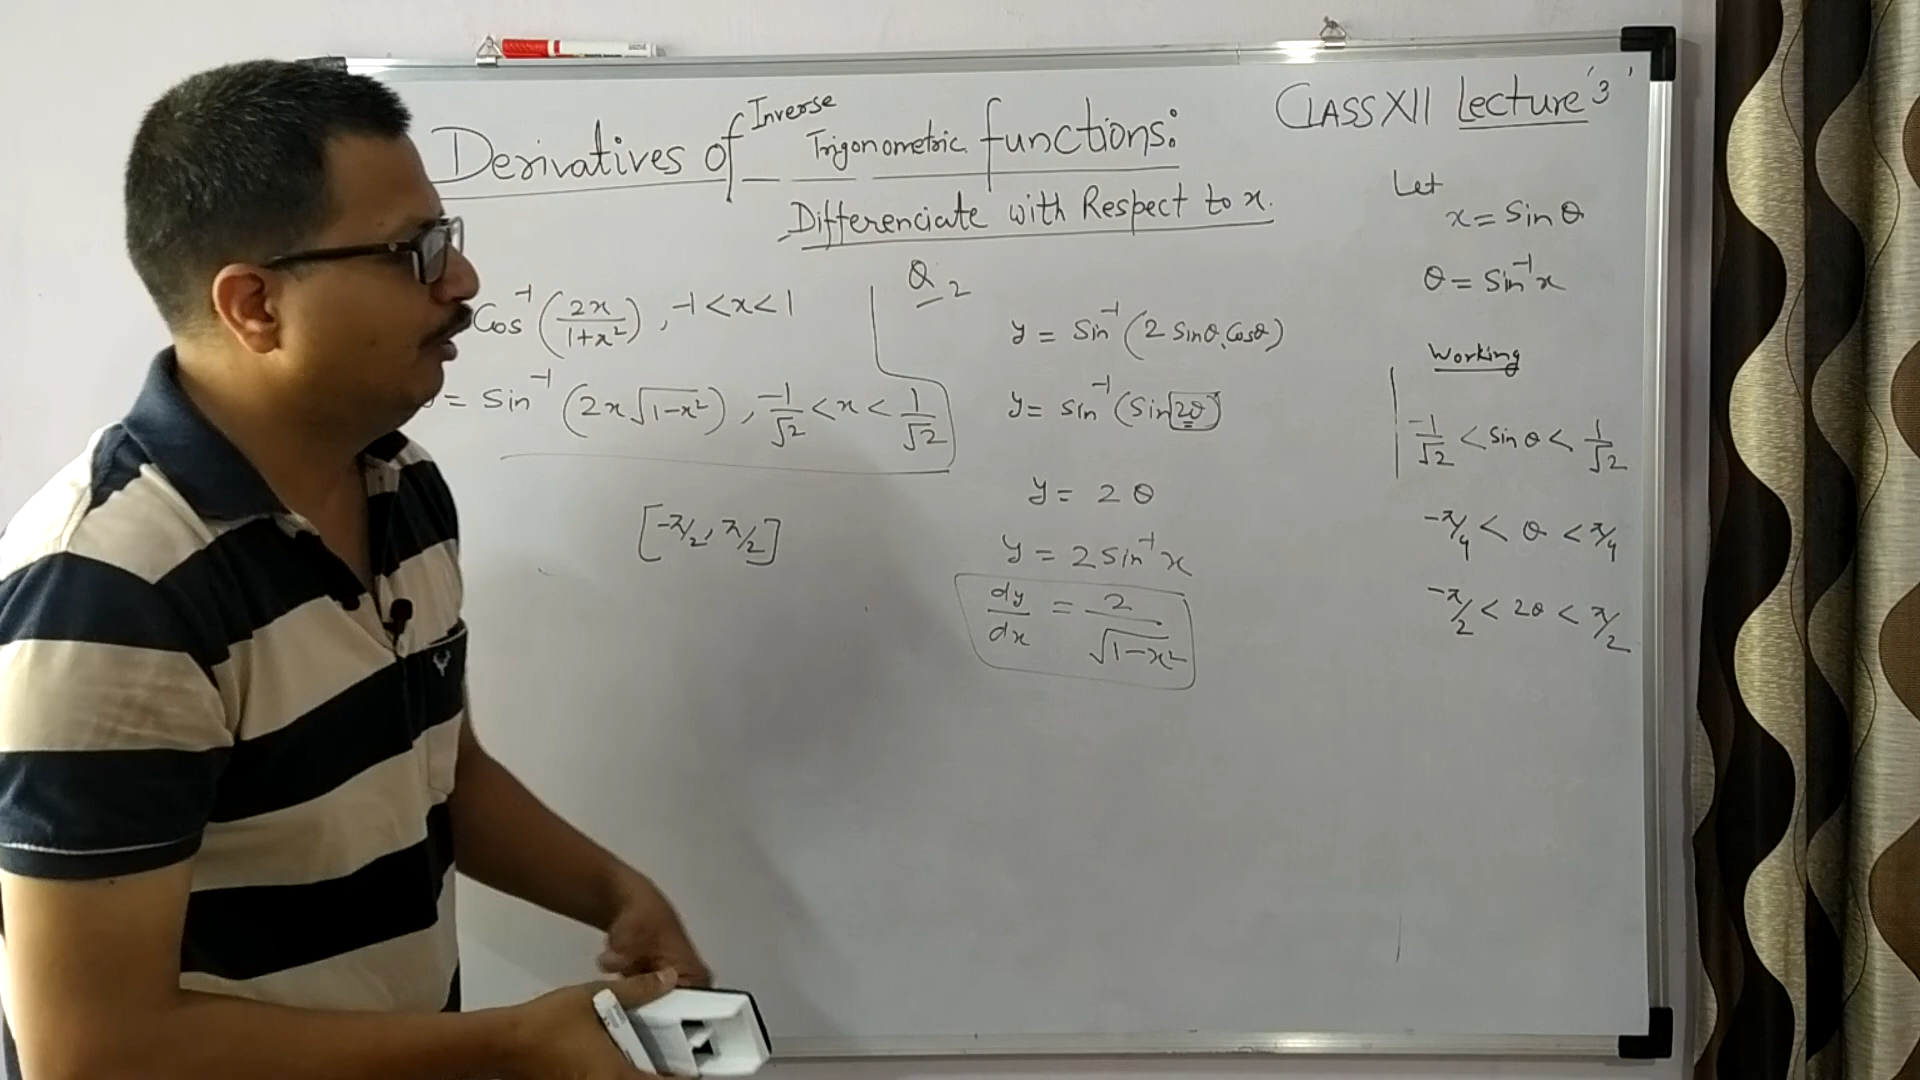 Derivatives of Inverse Trigonometric functions:
CLASS XII Lecture '3'
Differenciate with Respect to x.
Cos⁻¹ (2x/(1+x²)), -1 < x < 1
= Sin⁻¹ (2x√(1-x²)), -1/√2 < x < 1/√2
[-π/2, π/2]
Q 2
y = Sin⁻¹ (2 Sinθ.Cosθ)
y = Sin⁻¹ (Sin 2θ)
y = 2θ
y = 2 Sin⁻¹ x
dy/dx = 2/√(1-x²)
Let
x = Sin θ
θ = Sin⁻¹ x
Working
-1/√2 < Sin θ < 1/√2
-π/4 < θ < π/4
-π/2 < 2θ < π/2